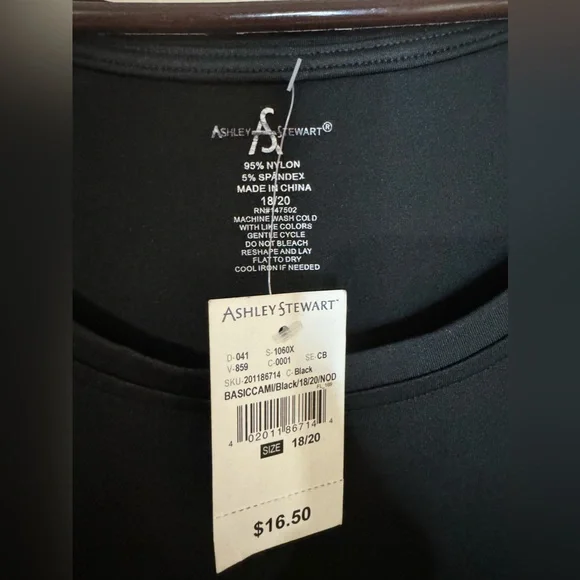 ASHLEY AS STEWART®
95% NYLON
5% SPANDEX
MADE IN CHINA
18/20
RN#147502
MACHINE WASH COLD
WITH LIKE COLORS
GENTLE CYCLE
DO NOT BLEACH
RESHAPE AND LAY
FLAT TO DRY
COOL IRON IF NEEDED
ASHLEY STEWART™
D-041 S-1060X
V-859 C-0001 SE-CB
SKU-201186714 C-Black
BASICCAMI/Black/18/20/NOD
4 02011 86714 4
SIZE 18/20
$16.50